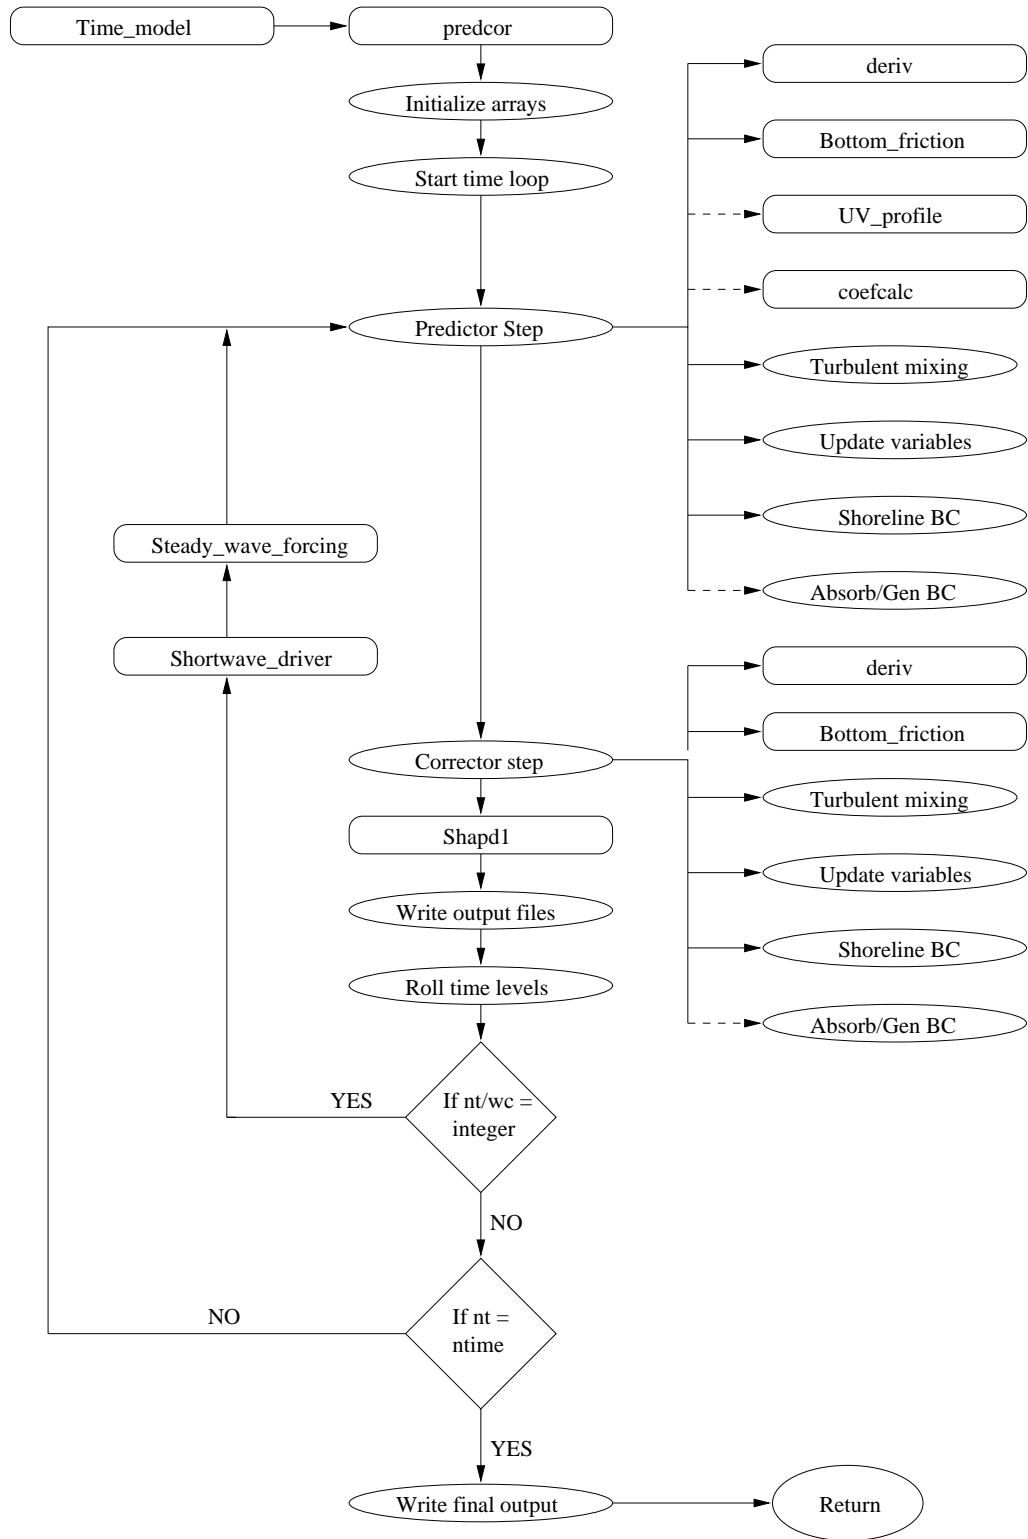 Time_model
predcor
Initialize arrays
Start time loop
Predictor Step
deriv
Bottom_friction
UV_profile
coefcalc
Turbulent mixing
Update variables
Shoreline BC
Absorb/Gen BC
Steady_wave_forcing
Shortwave_driver
Corrector step
deriv
Bottom_friction
Turbulent mixing
Update variables
Shoreline BC
Absorb/Gen BC
Shapd1
Write output files
Roll time levels
YES
If nt/wc =
integer
NO
NO
If nt =
ntime
YES
Write final output
Return